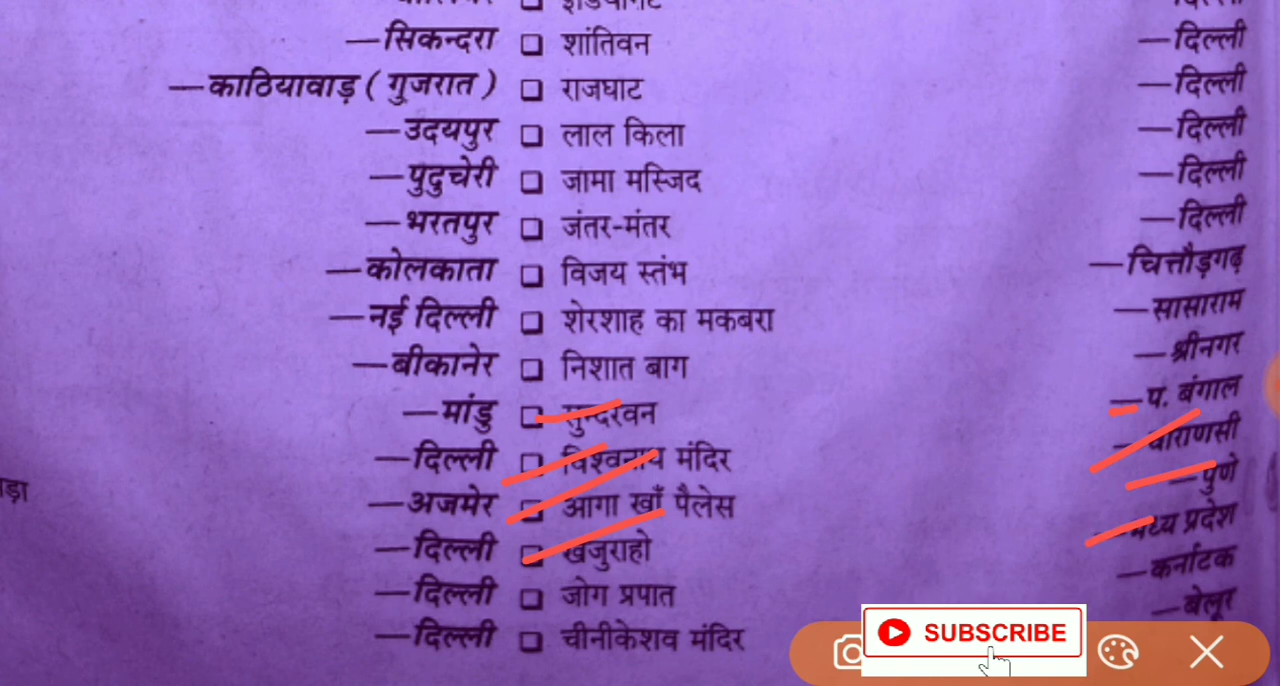 —सिकन्दरा ❑ शांतिवन —दिल्ली
—काठियावाड़ ( गुजरात ) ❑ राजघाट —दिल्ली
—उदयपुर ❑ लाल किला —दिल्ली
—पुदुचेरी ❑ जामा मस्जिद —दिल्ली
—भरतपुर ❑ जंतर-मंतर —दिल्ली
—कोलकाता ❑ विजय स्तंभ —चित्तौड़गढ़
—नई दिल्ली ❑ शेरशाह का मकबरा —सासाराम
—बीकानेर ❑ निशात बाग —श्रीनगर
—मांडु ❑ सुन्दरवन —प. बंगाल
—दिल्ली ❑ विश्वनाथ मंदिर —वाराणसी
—अजमेर ❑ आगा खाँ पैलेस —पुणे
—दिल्ली ❑ खजुराहो —मध्य प्रदेश
—दिल्ली ❑ जोग प्रपात —कर्नाटक
—दिल्ली ❑ चीनीकेशव मंदिर —बेलूर
SUBSCRIBE